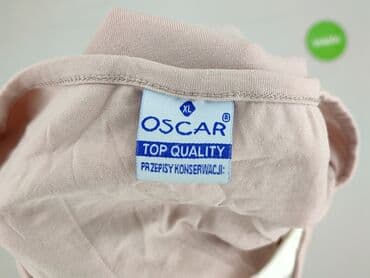 XL
OSCAR ®
TOP QUALITY
PRZEPISY KONSERWACJI: